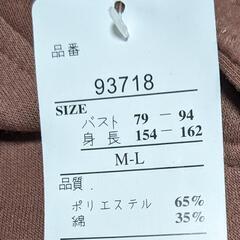 品番
93718
SIZE
バスト 79 － 94
身長 154 － 162
M-L
品質 .
ポリエステル 65%
綿 35%